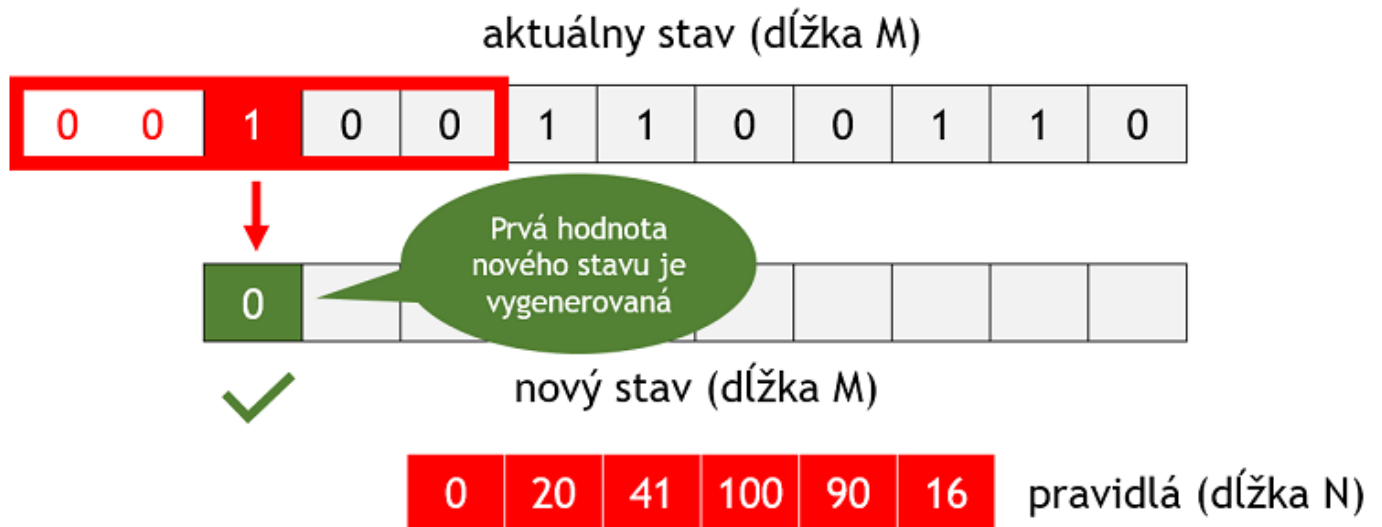 aktuálny stav (dĺžka M)
0 0 1 0 0 1 1 0 0 1 1 0
Prvá hodnota
nového stavu je
vygenerovaná
0
nový stav (dĺžka M)
0 20 41 100 90 16 pravidlá (dĺžka N)